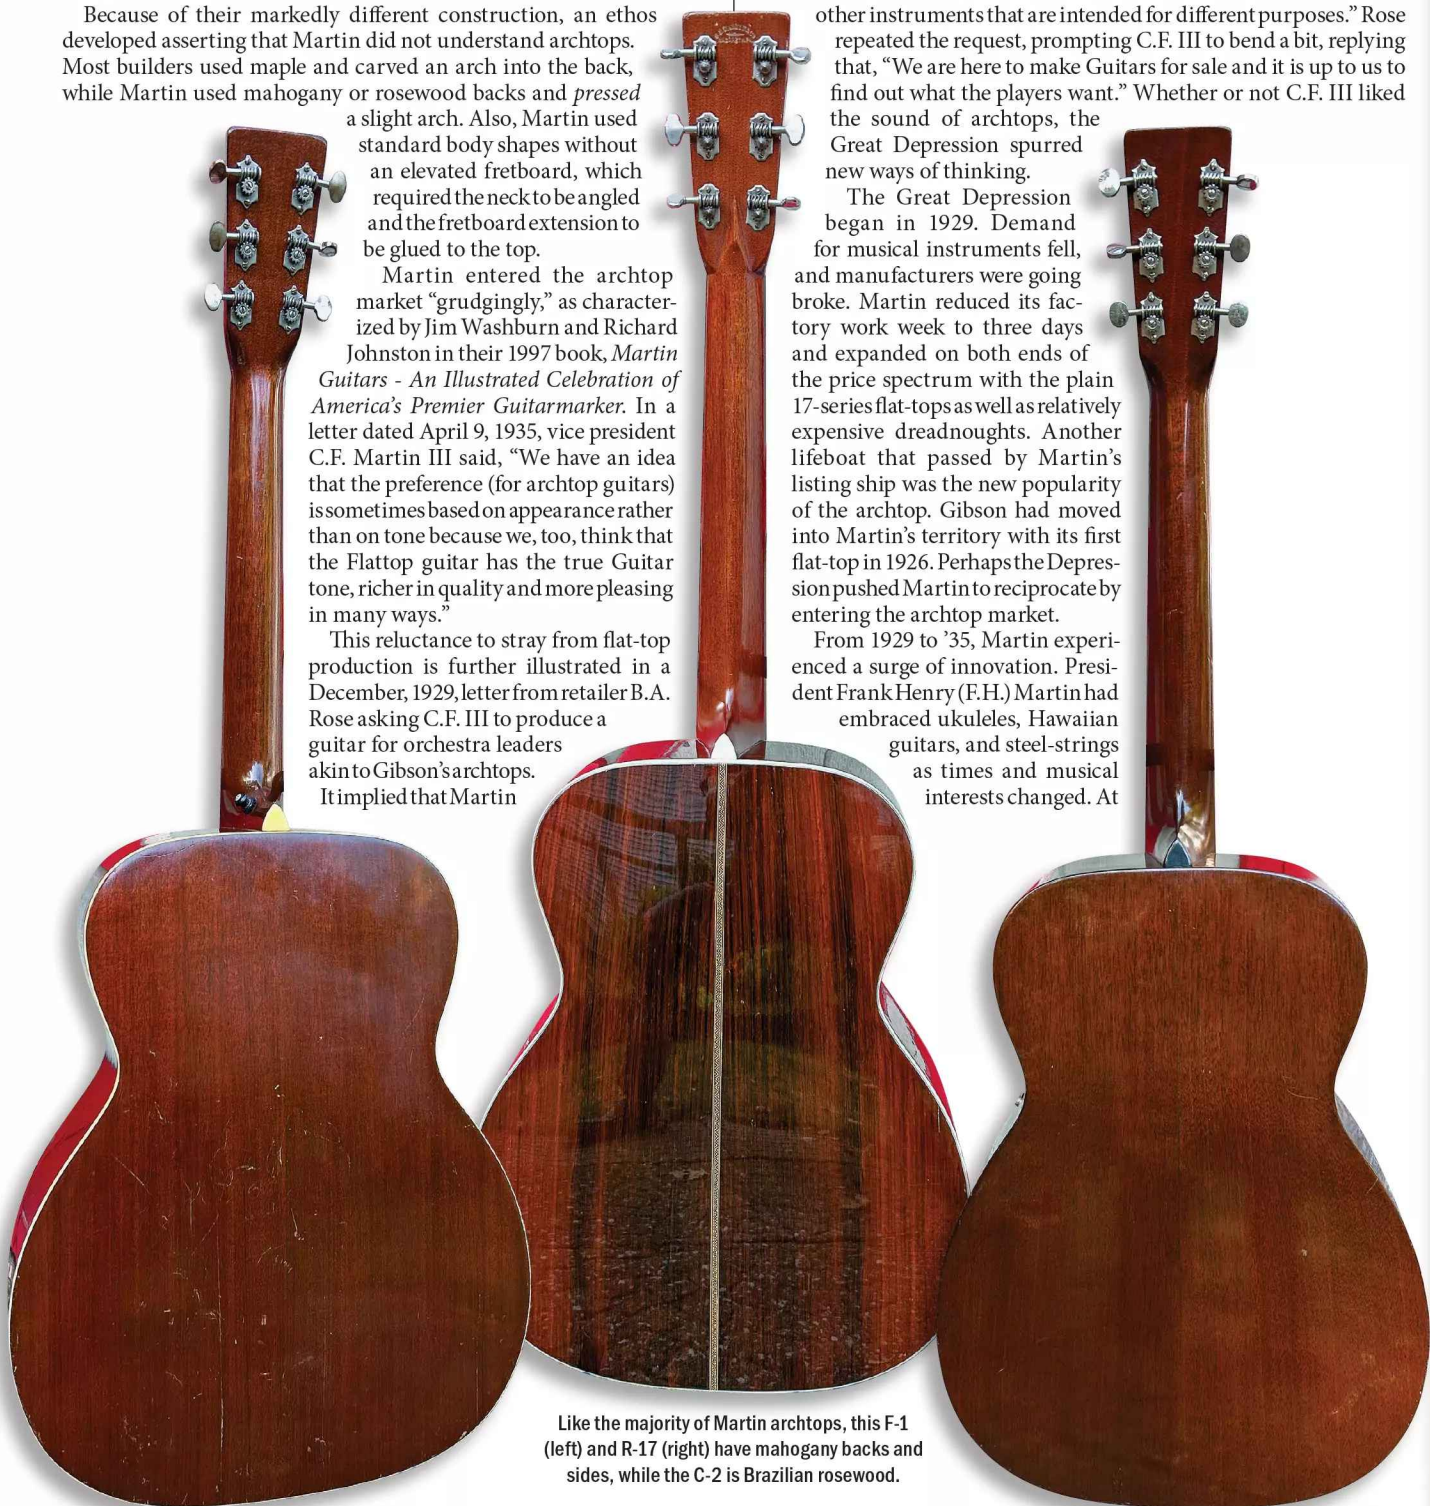 Because of their markedly different construction, an ethos
developed asserting that Martin did not understand archtops.
Most builders used maple and carved an arch into the back,
while Martin used mahogany or rosewood backs and pressed
a slight arch. Also, Martin used
standard body shapes without
an elevated fretboard, which
required the neck to be angled
and the fretboard extension to
be glued to the top.
Martin entered the archtop
market “grudgingly,” as character-
ized by Jim Washburn and Richard
Johnston in their 1997 book, Martin
Guitars - An Illustrated Celebration of
America’s Premier Guitarmarker. In a
letter dated April 9, 1935, vice president
C.F. Martin III said, “We have an idea
that the preference (for archtop guitars)
is sometimes based on appearance rather
than on tone because we, too, think that
the Flattop guitar has the true Guitar
tone, richer in quality and more pleasing
in many ways.”
This reluctance to stray from flat-top
production is further illustrated in a
December, 1929, letter from retailer B.A.
Rose asking C.F. III to produce a
guitar for orchestra leaders
akin to Gibson’s archtops.
It implied that Martin
other instruments that are intended for different purposes.” Rose
repeated the request, prompting C.F. III to bend a bit, replying
that, “We are here to make Guitars for sale and it is up to us to
find out what the players want.” Whether or not C.F. III liked
the sound of archtops, the
Great Depression spurred
new ways of thinking.
The Great Depression
began in 1929. Demand
for musical instruments fell,
and manufacturers were going
broke. Martin reduced its fac-
tory work week to three days
and expanded on both ends of
the price spectrum with the plain
17-series flat-tops as well as relatively
expensive dreadnoughts. Another
lifeboat that passed by Martin’s
listing ship was the new popularity
of the archtop. Gibson had moved
into Martin’s territory with its first
flat-top in 1926. Perhaps the Depres-
sion pushed Martin to reciprocate by
entering the archtop market.
From 1929 to ’35, Martin experi-
enced a surge of innovation. Presi-
dent Frank Henry (F.H.) Martin had
embraced ukuleles, Hawaiian
guitars, and steel-strings
as times and musical
interests changed. At
Like the majority of Martin archtops, this F-1
(left) and R-17 (right) have mahogany backs and
sides, while the C-2 is Brazilian rosewood.